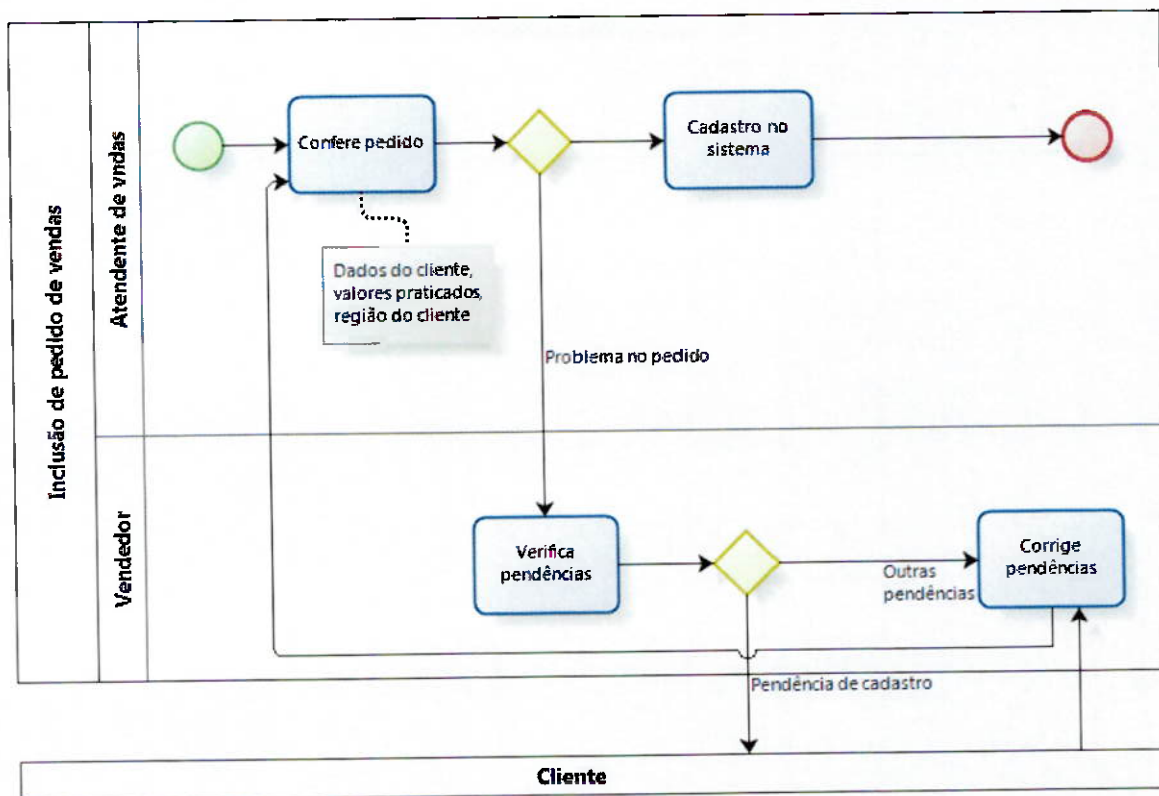 Inclusão de pedido de vendas
Atendente de vndas
Confere pedido
Cadastro no
sistema
Dados do cliente,
valores praticados,
região do cliente
Problema no pedido
Vendedor
Verifica
pendências
Outras
pendências
Corrige
pendências
Pendência de cadastro
Cliente